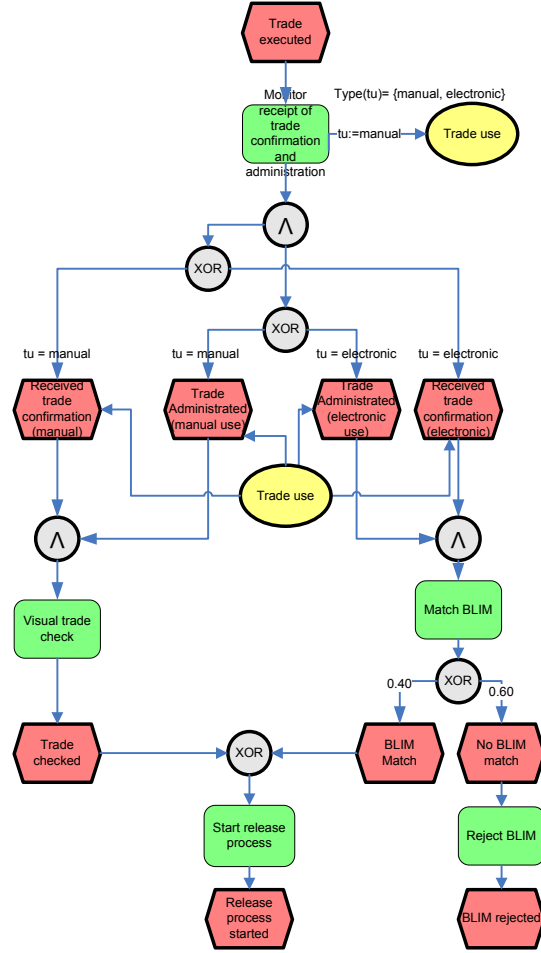 Trade
executed
Monitor
receipt of
trade
confirmation
and
administration
Type(tu)= {manual, electronic}
tu:=manual
Trade use
Λ
XOR
XOR
tu = manual
tu = manual
tu = electronic
tu = electronic
Received
trade
confirmation
(manual)
Trade
Administrated
(manual use)
Trade
Administrated
(electronic
use)
Received
trade
confirmation
(electronic)
Trade use
Λ
Λ
Visual trade
check
Match BLIM
XOR
0.40
0.60
Trade
checked
XOR
BLIM
Match
No BLIM
match
Start release
process
Reject BLIM
Release
process
started
BLIM rejected